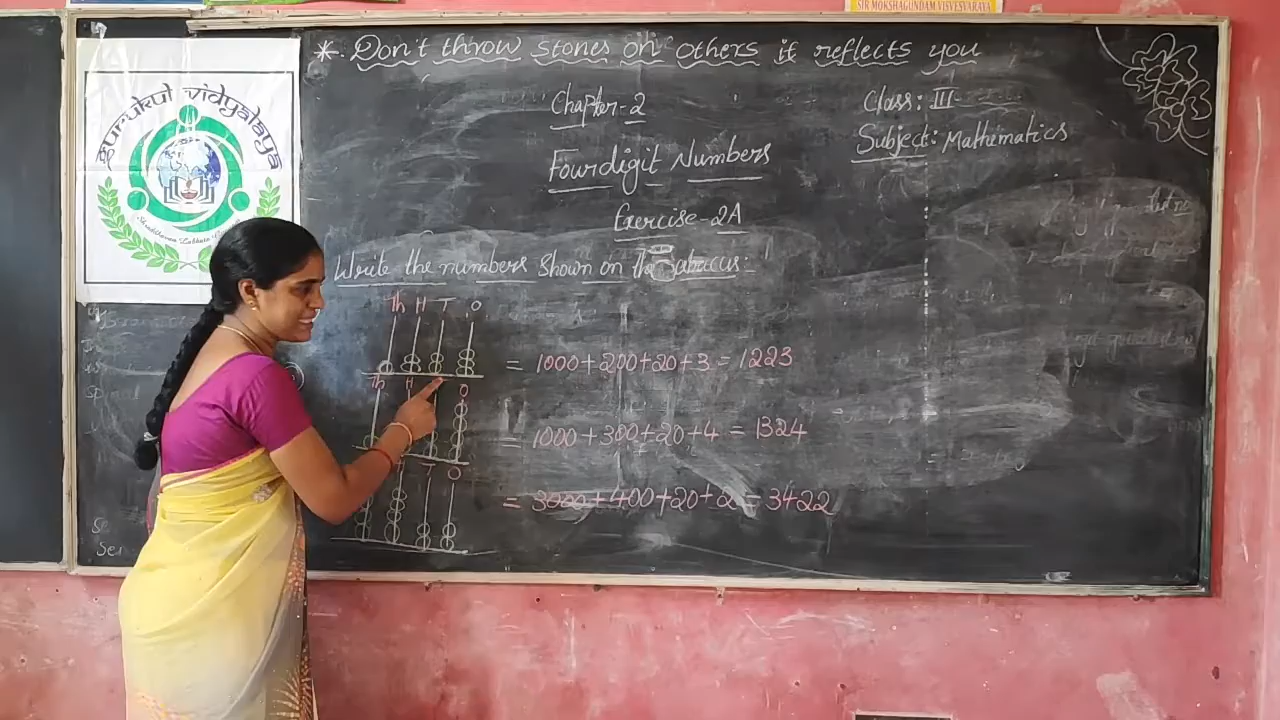 SIR MOKSHAGUNDAM VISVESVARAYA
*. Don't throw stones on others it reflects you
gurukul vidyalaya
Chapter-2
Class: III
Subject: Mathematics
Fourdigit Numbers
Exercise-2A
Write the numbers shown on the abacus:-
Th H T O
= 1000+200+20+3 = 1223
Th H O
= 1000+300+20+4 = 1324
T O
= 3000+400+20+2 = 3422